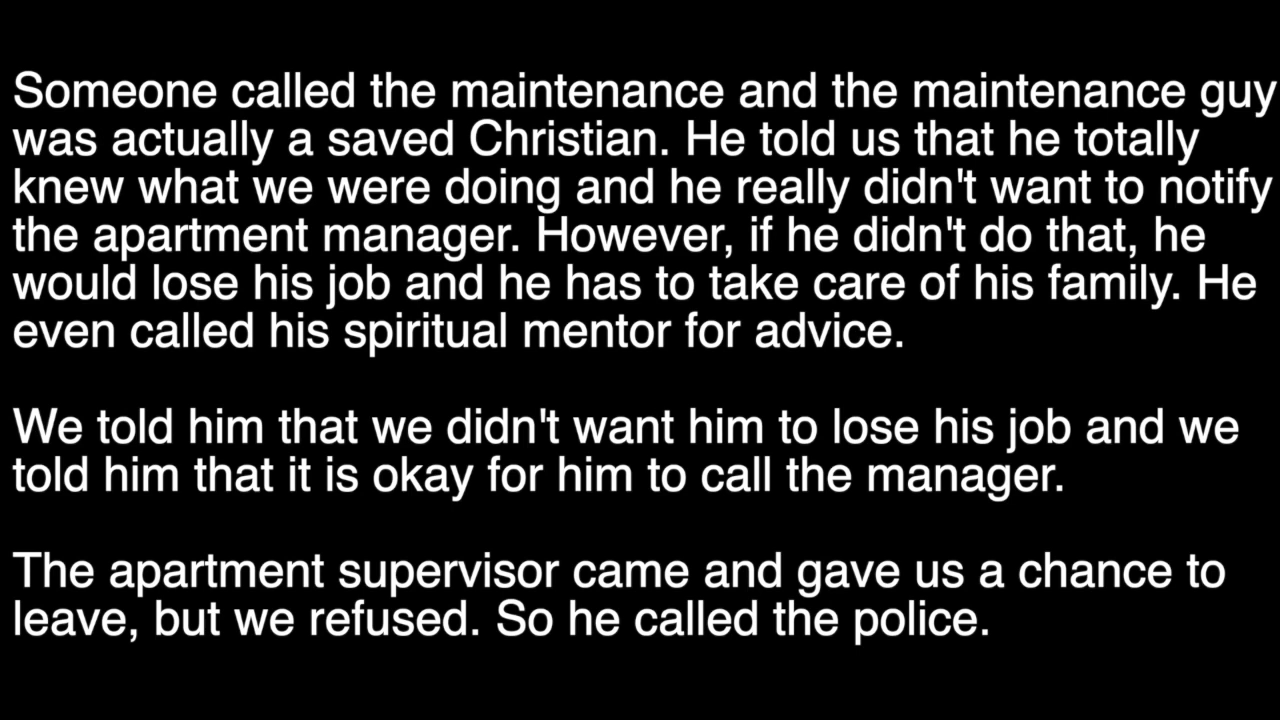 Someone called the maintenance and the maintenance guy
was actually a saved Christian. He told us that he totally
knew what we were doing and he really didn't want to notify
the apartment manager. However, if he didn't do that, he
would lose his job and he has to take care of his family. He
even called his spiritual mentor for advice.
We told him that we didn't want him to lose his job and we
told him that it is okay for him to call the manager.
The apartment supervisor came and gave us a chance to
leave, but we refused. So he called the police.